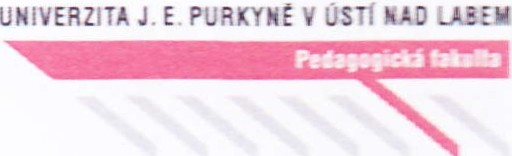 UNIVERZITA J. E. PURKYNĚ V ÚSTÍ NAD LABEM
Pedagogická fakulta